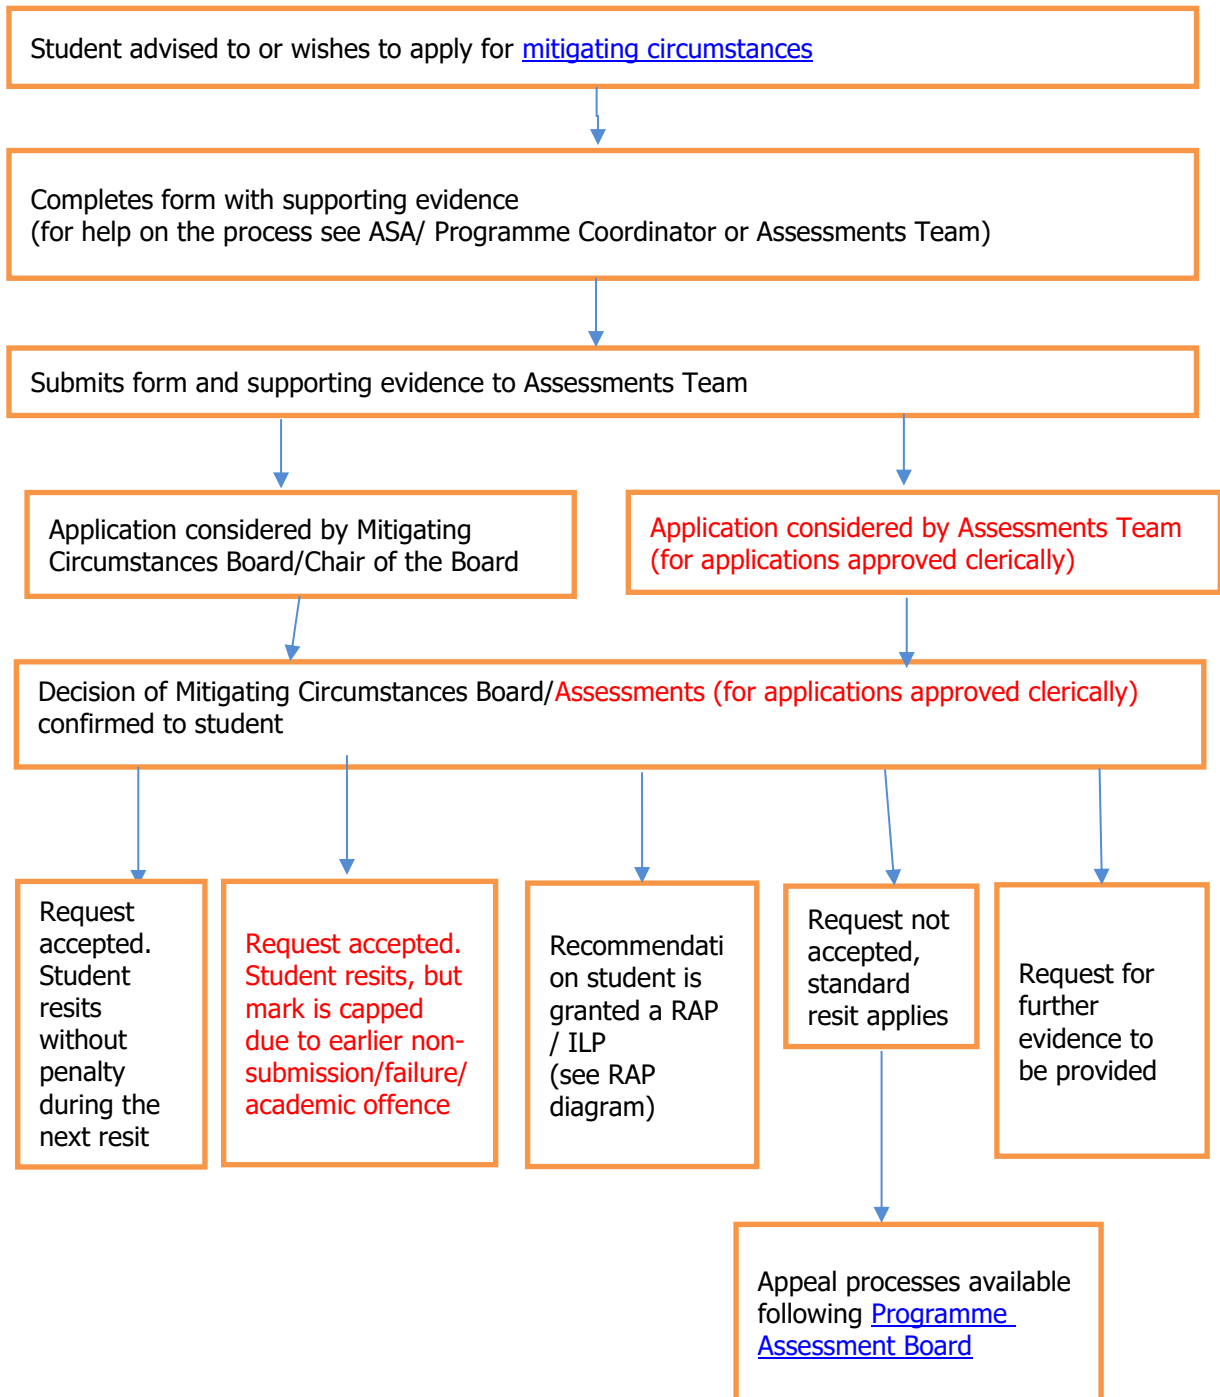 Student advised to or wishes to apply for mitigating circumstances
Completes form with supporting evidence
(for help on the process see ASA/ Programme Coordinator or Assessments Team)
Submits form and supporting evidence to Assessments Team
Application considered by Mitigating
Circumstances Board/Chair of the Board
Application considered by Assessments Team
(for applications approved clerically)
Decision of Mitigating Circumstances Board/Assessments (for applications approved clerically)
confirmed to student
Request
accepted.
Student
resits
without
penalty
during the
next resit
Request accepted.
Student resits, but
mark is capped
due to earlier non-
submission/failure/
academic offence
Recommendati
on student is
granted a RAP
/ ILP
(see RAP
diagram)
Request not
accepted,
standard
resit applies
Request for
further
evidence to
be provided
Appeal processes available
following Programme
Assessment Board